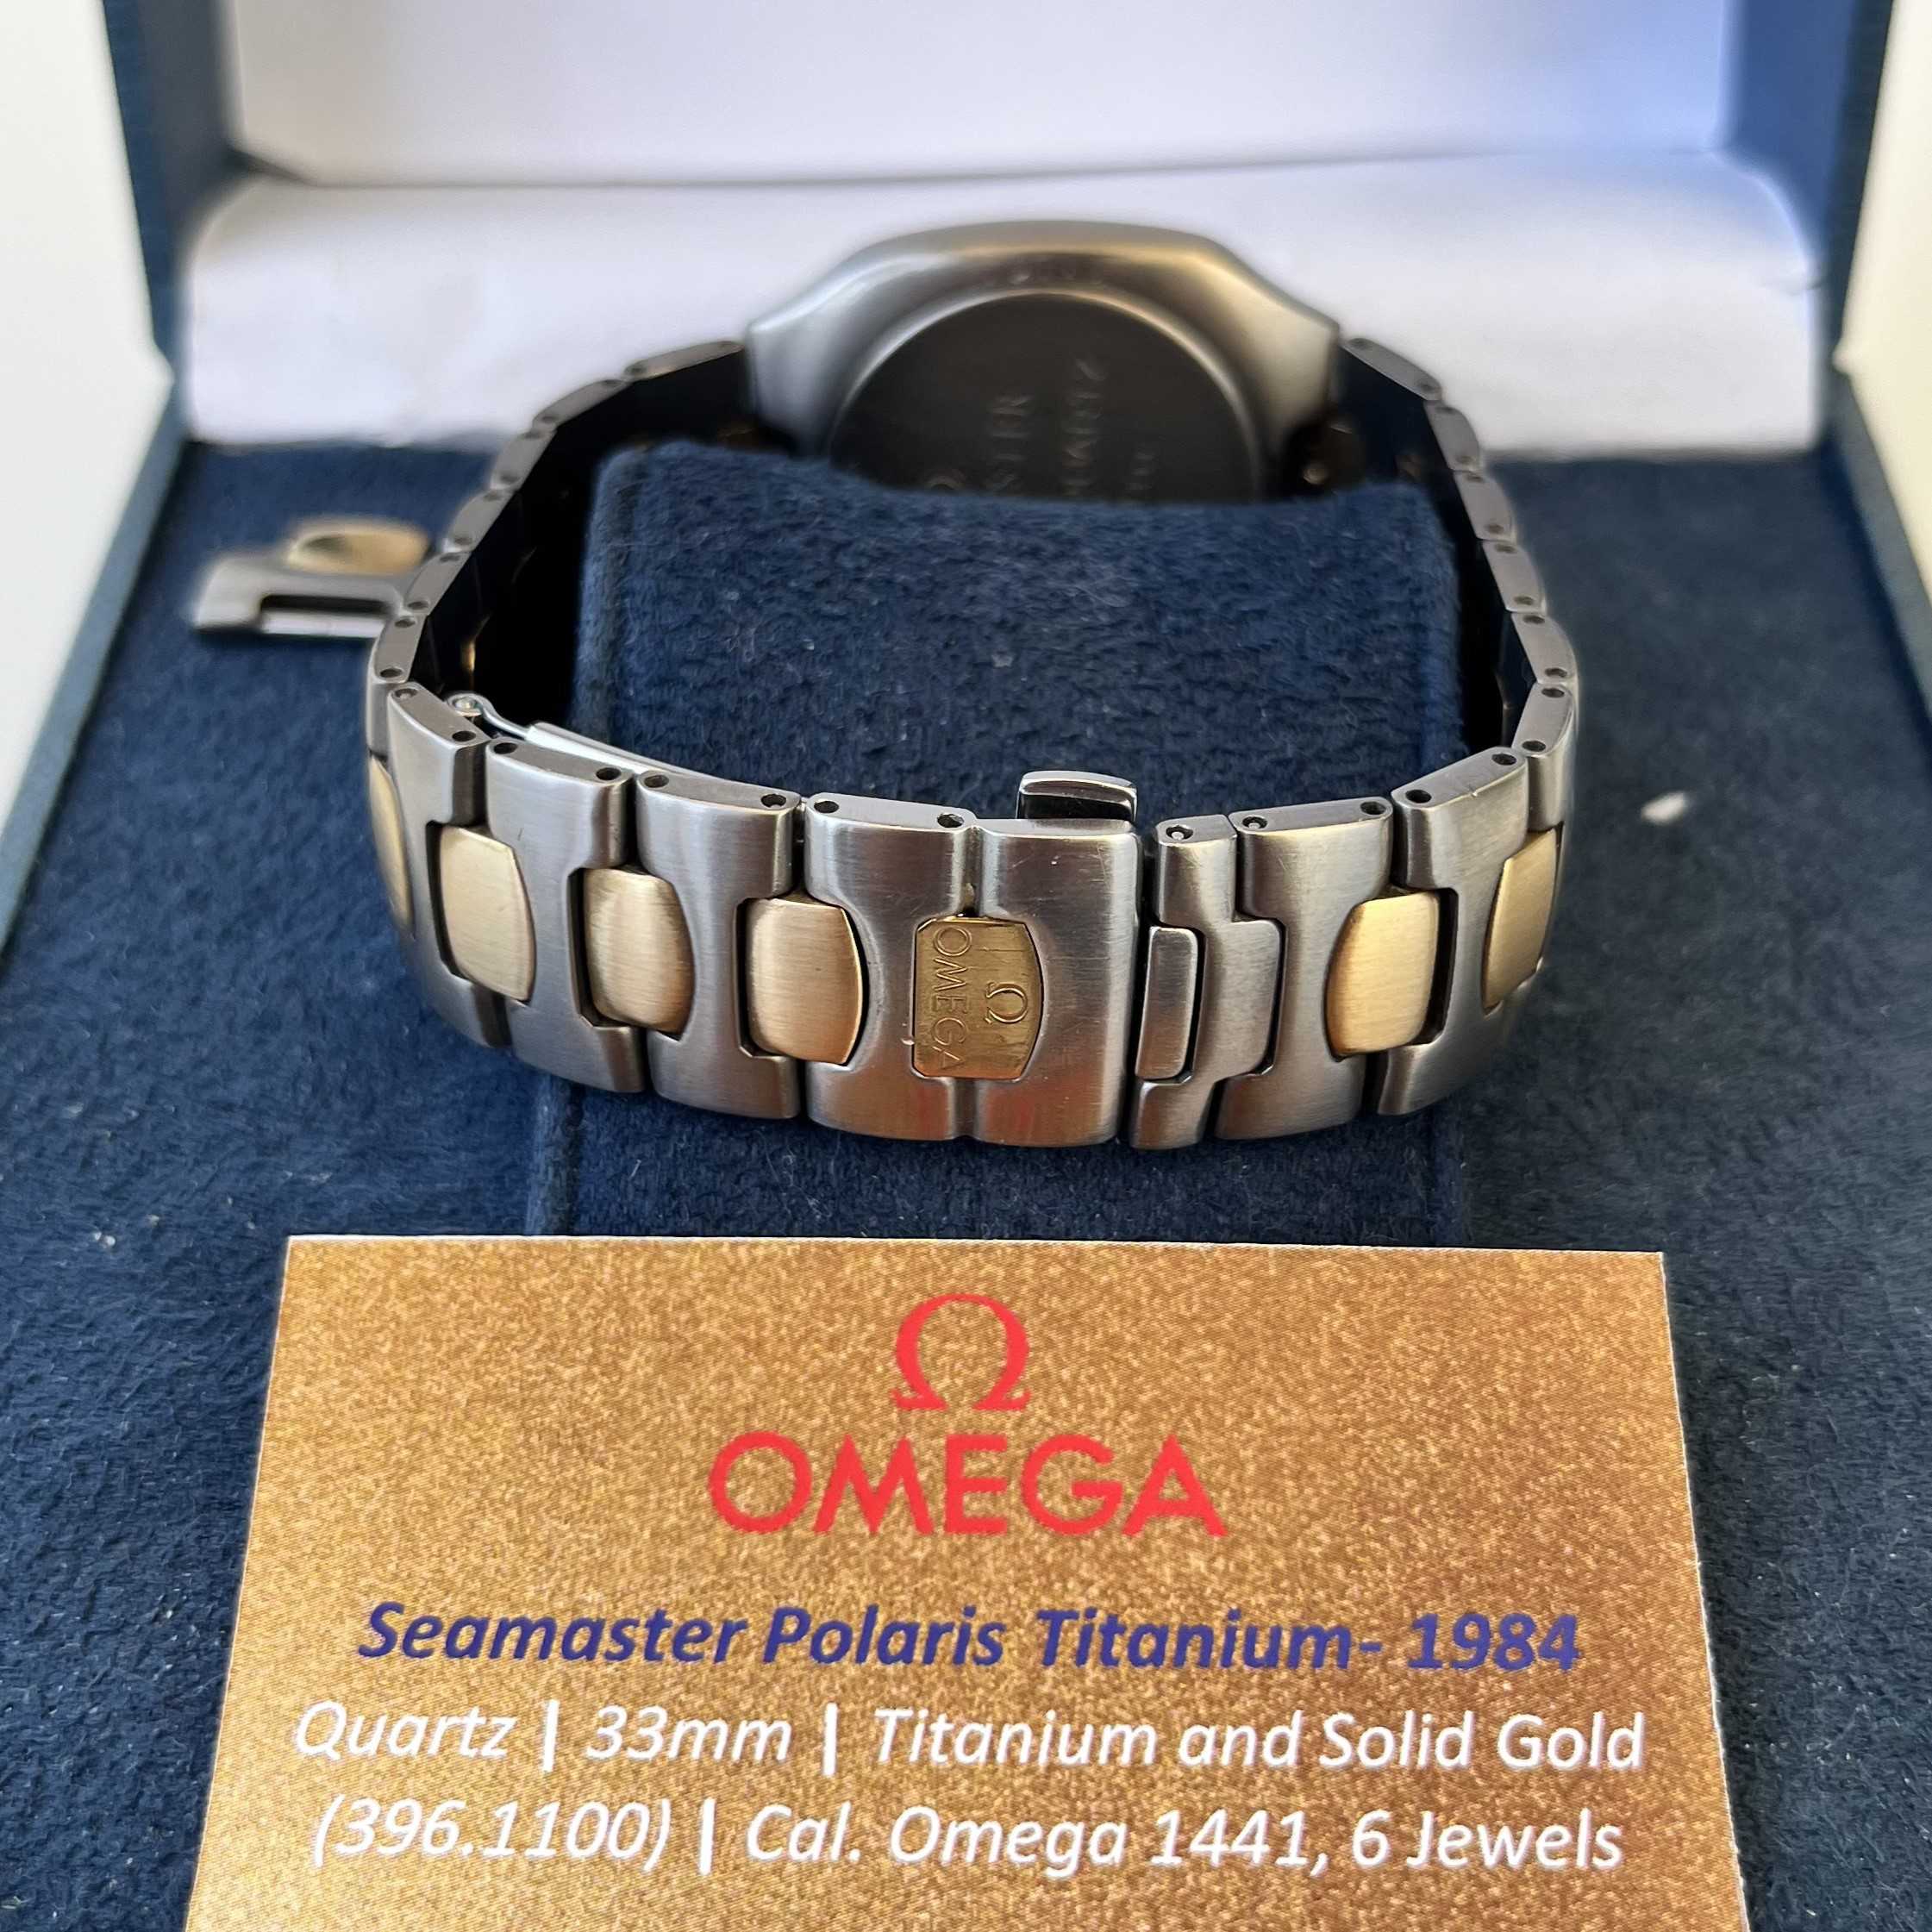 OMEGA
Ω
OMEGA
Seamaster Polaris Titanium- 1984
Quartz | 33mm | Titanium and Solid Gold
(396.1100) | Cal. Omega 1441, 6 Jewels